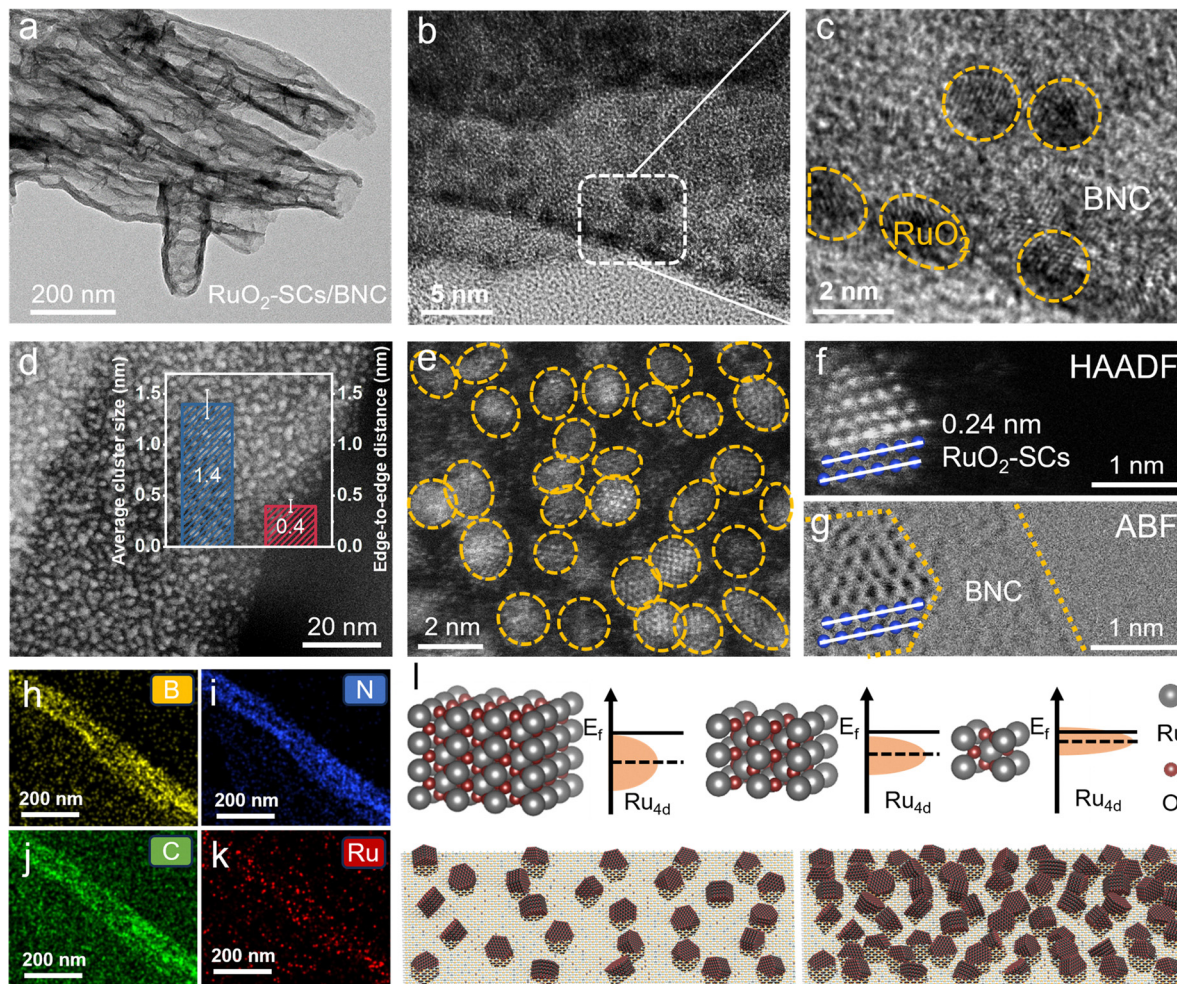 a
200 nm
RuO₂-SCs/BNC
b
5 nm
c
BNC
RuO₂
2 nm
d
Average cluster size (nm)
1.5
1.0
0.5
0.0
1.4
0.4
1.5
1.0
0.5
0.0
Edge-to-edge distance (nm)
20 nm
e
2 nm
f
HAADF
0.24 nm
RuO₂-SCs
1 nm
g
ABF
BNC
1 nm
h
B
200 nm
i
N
200 nm
j
C
200 nm
k
Ru
200 nm
l
E_f
Ru₄d
E_f
Ru₄d
E_f
Ru₄d
Ru
O